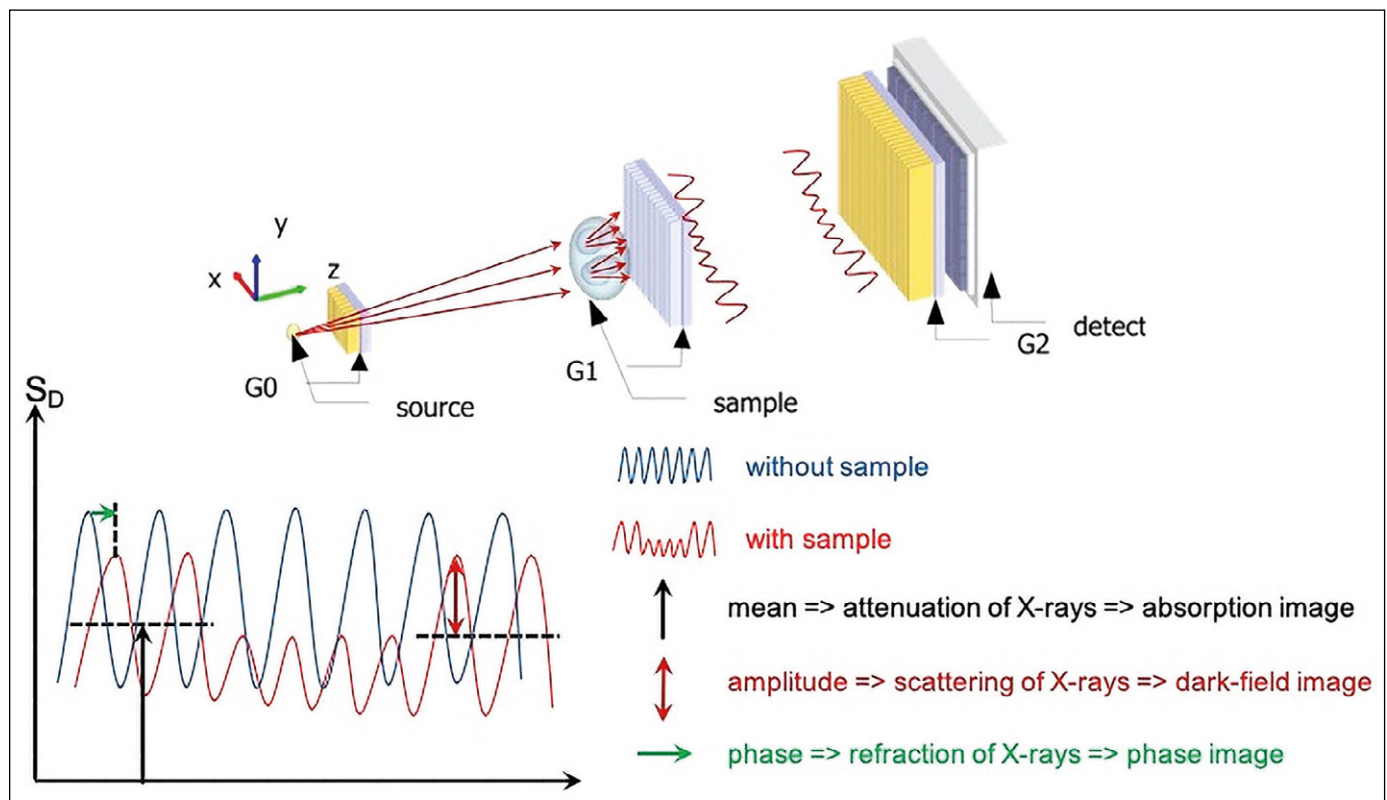 y
x
z
G2
detect
G1
G0
source
sample
S_D
without sample
with sample
mean => attenuation of X-rays => absorption image
amplitude => scattering of X-rays => dark-field image
phase => refraction of X-rays => phase image